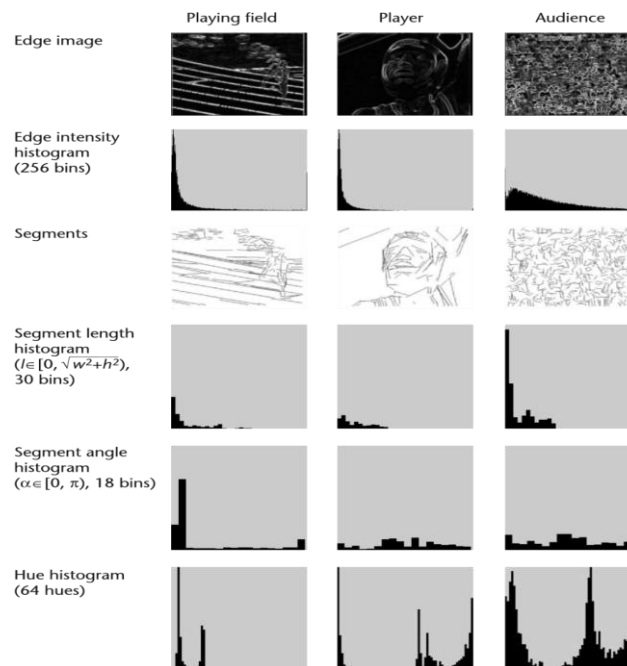 Playing field Player Audience
Edge image
Edge intensity
histogram
(256 bins)
Segments
Segment length
histogram
(l∈[0, √w²+h²),
30 bins)
Segment angle
histogram
(α∈[0, π), 18 bins)
Hue histogram
(64 hues)